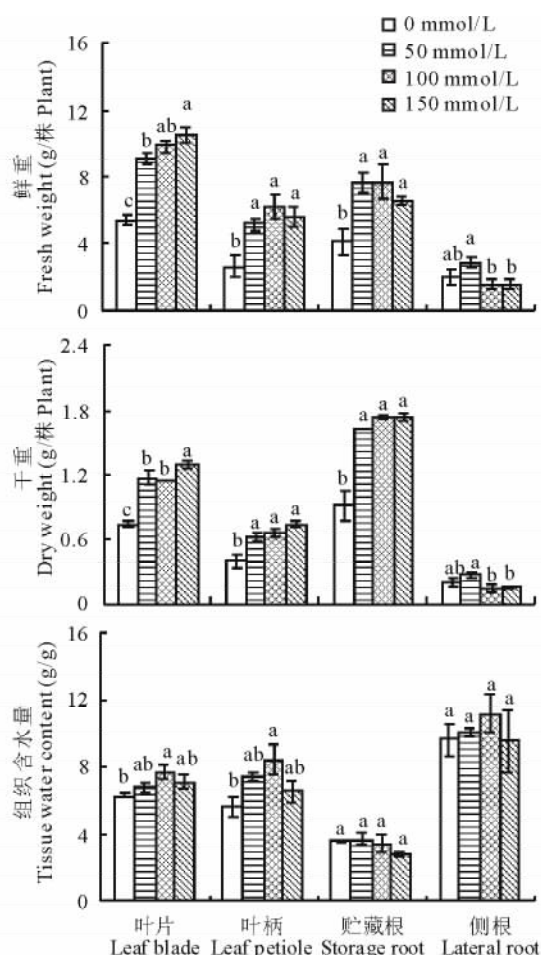 0 mmol/L
50 mmol/L
100 mmol/L
150 mmol/L
鲜重
Fresh weight (g/株 Plant)
16
12
8
4
0
c b ab a
b a a a
b a a a
ab a b b
干重
Dry weight (g/株 Plant)
2.4
1.8
1.2
0.6
0
c b b a
b a a a
b a a a
ab a b b
组织含水量
Tissue water content (g/g)
16
12
8
4
0
b ab a ab
b ab a ab
a a a a
a a a a
叶片 叶柄 贮藏根 侧根
Leaf blade Leaf petiole Storage root Lateral root